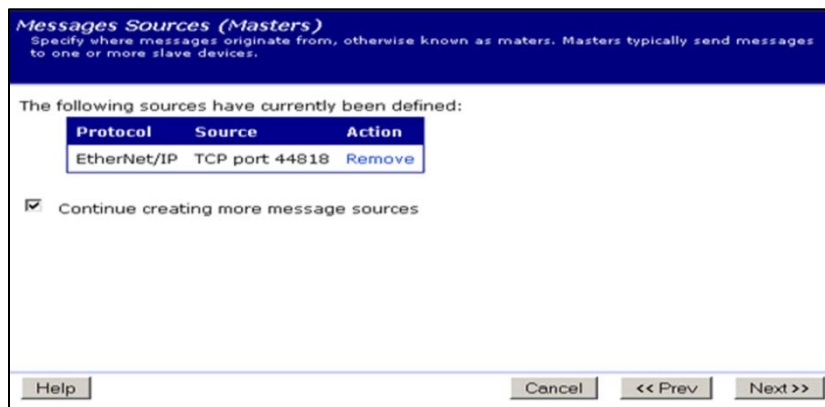 Messages Sources (Masters)
Specify where messages originate from, otherwise known as maters. Masters typically send messages
to one or more slave devices.
The following sources have currently been defined:
Protocol Source Action
EtherNet/IP TCP port 44818 Remove
Continue creating more message sources
Help Cancel << Prev Next >>